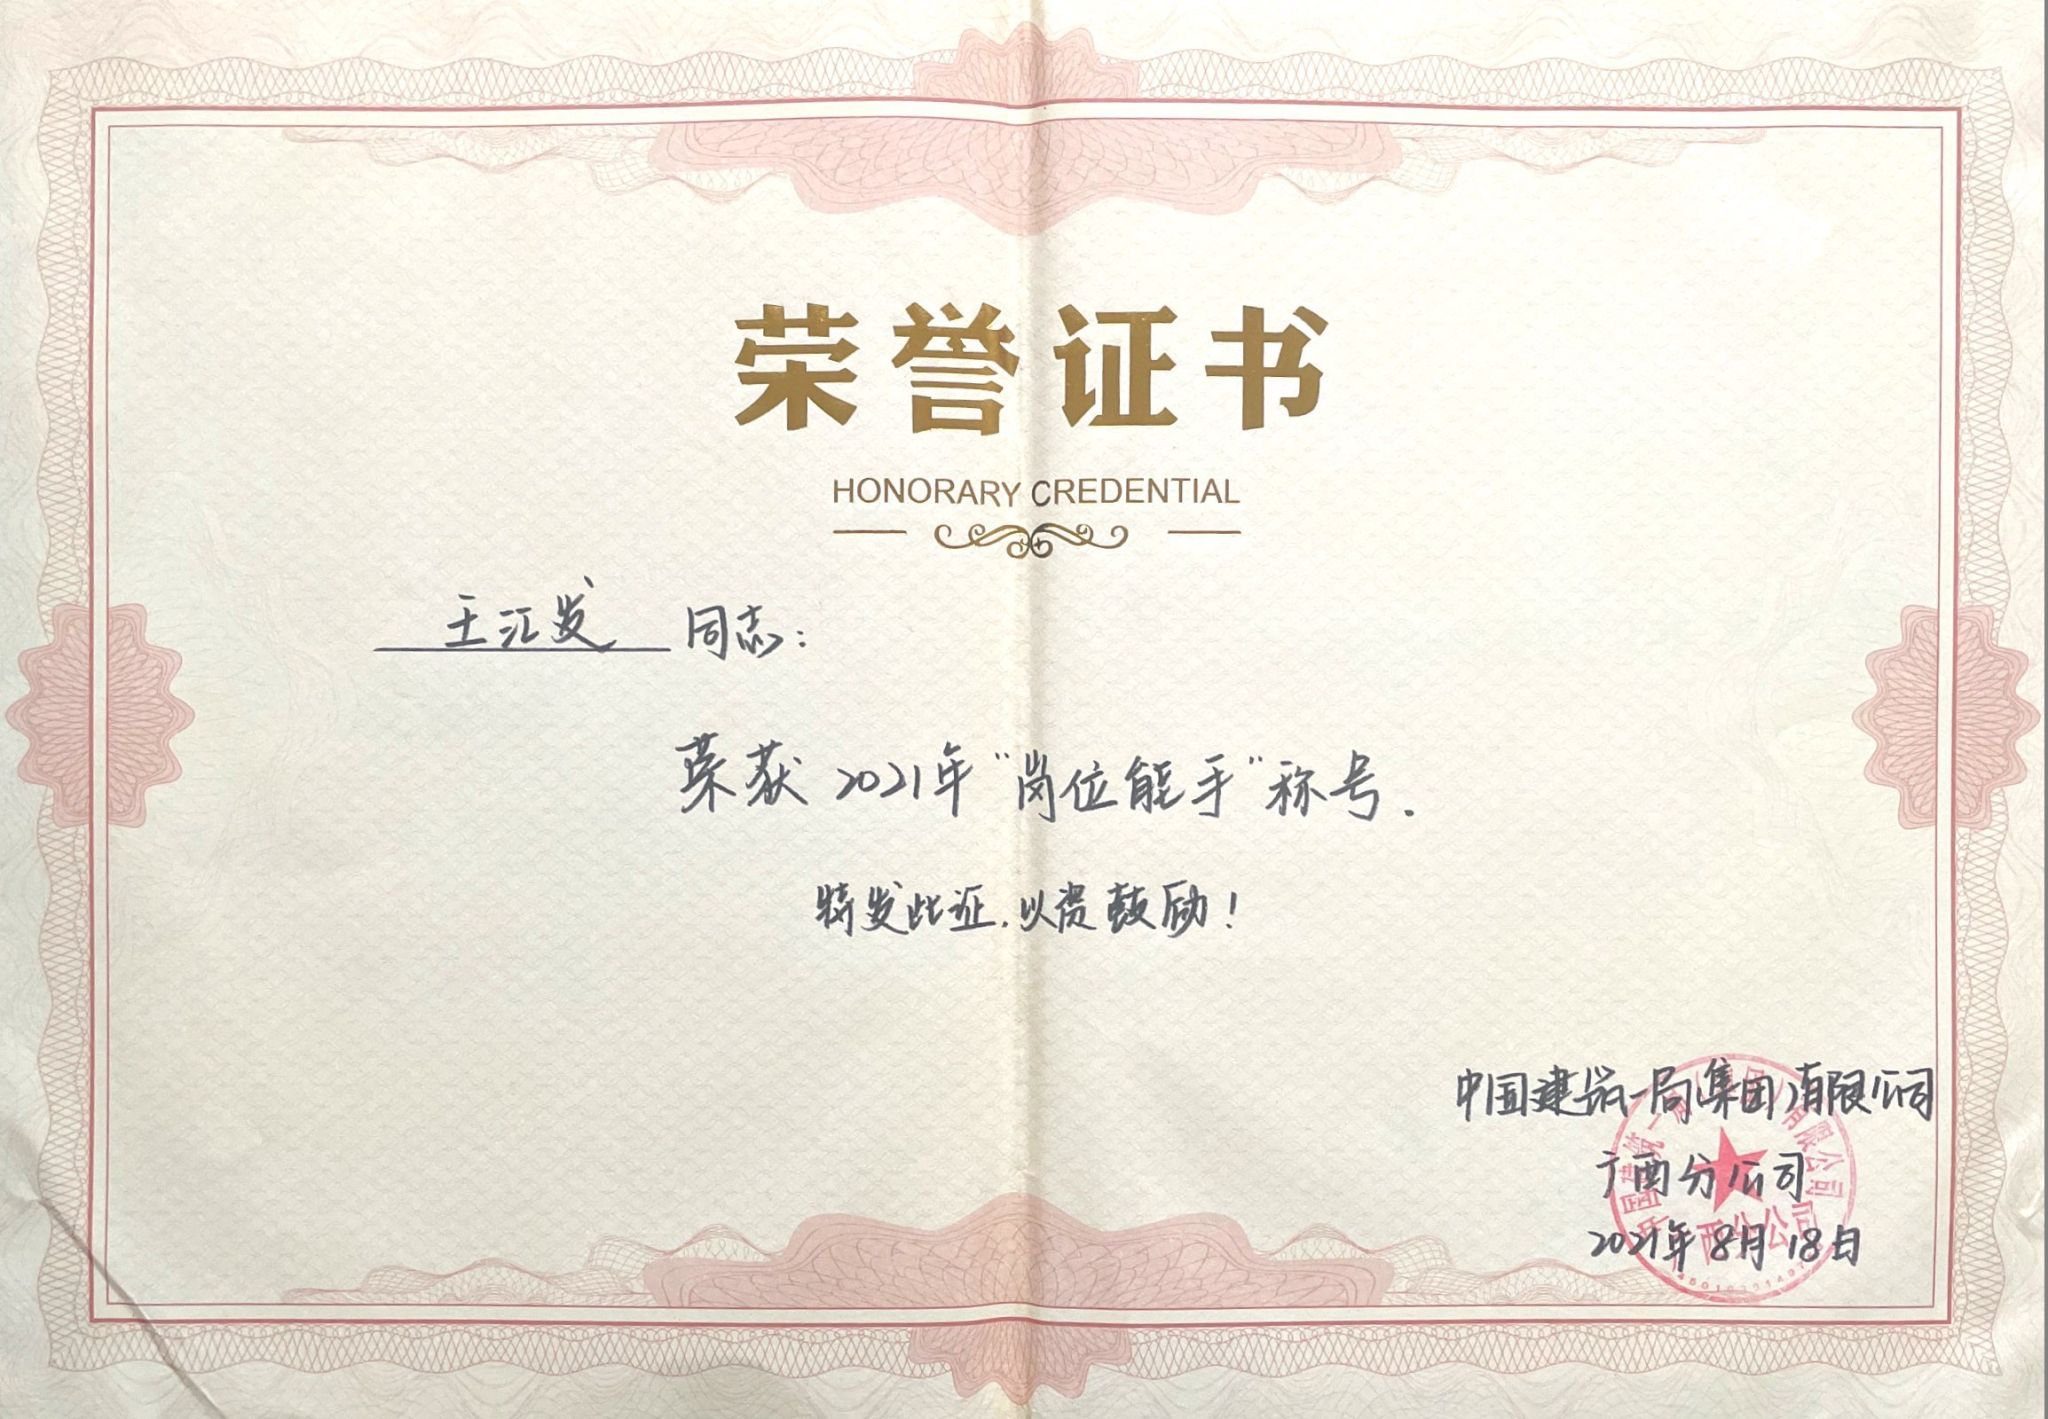 荣誉证书
HONORARY CREDENTIAL
王汇发 同志：
荣获2021年“岗位能手”称号.
特发此证.以资鼓励！
中国建筑一局(集团)有限公司
广西分公司
2021年8月18日